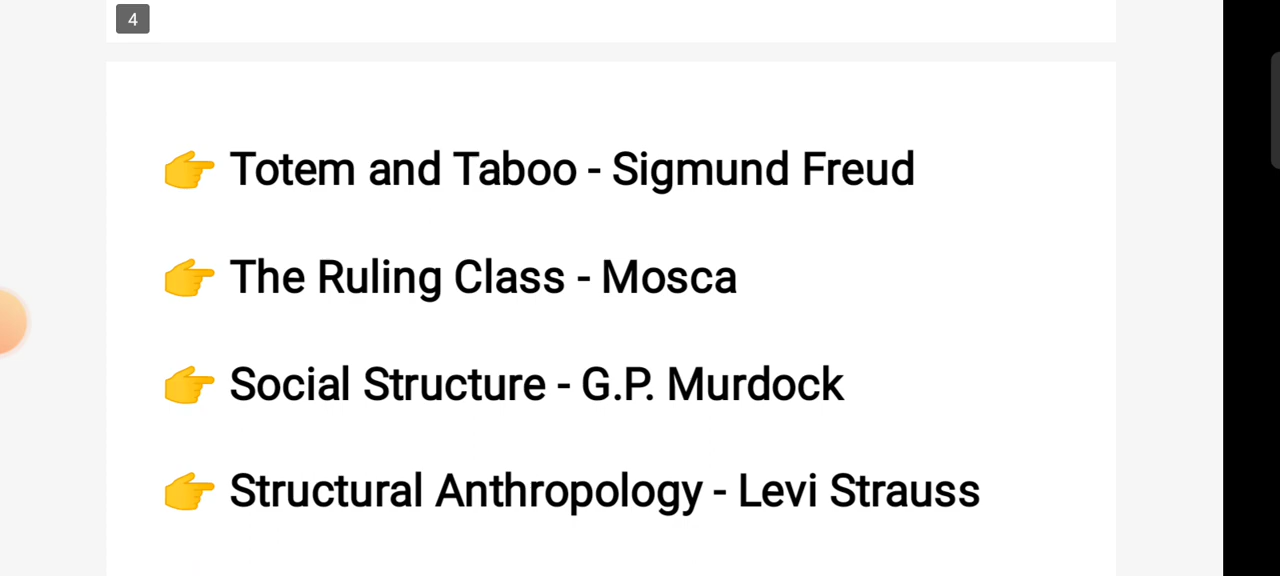 4
👉 Totem and Taboo - Sigmund Freud
👉 The Ruling Class - Mosca
👉 Social Structure - G.P. Murdock
👉 Structural Anthropology - Levi Strauss